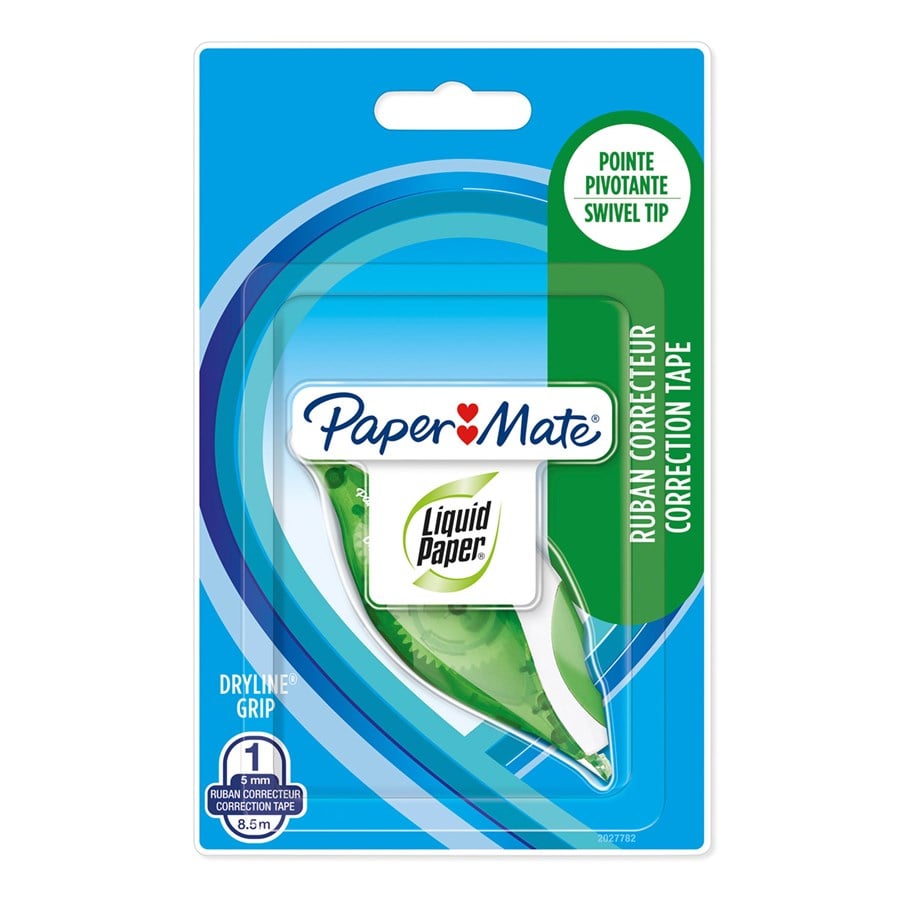 POINTE
PIVOTANTE
SWIVEL TIP
RUBAN CORRECTEUR
CORRECTION TAPE
Paper Mate®
Liquid
Paper®
DRYLINE®
GRIP
1
5 mm
RUBAN CORRECTEUR
CORRECTION TAPE
8.5m
2027782